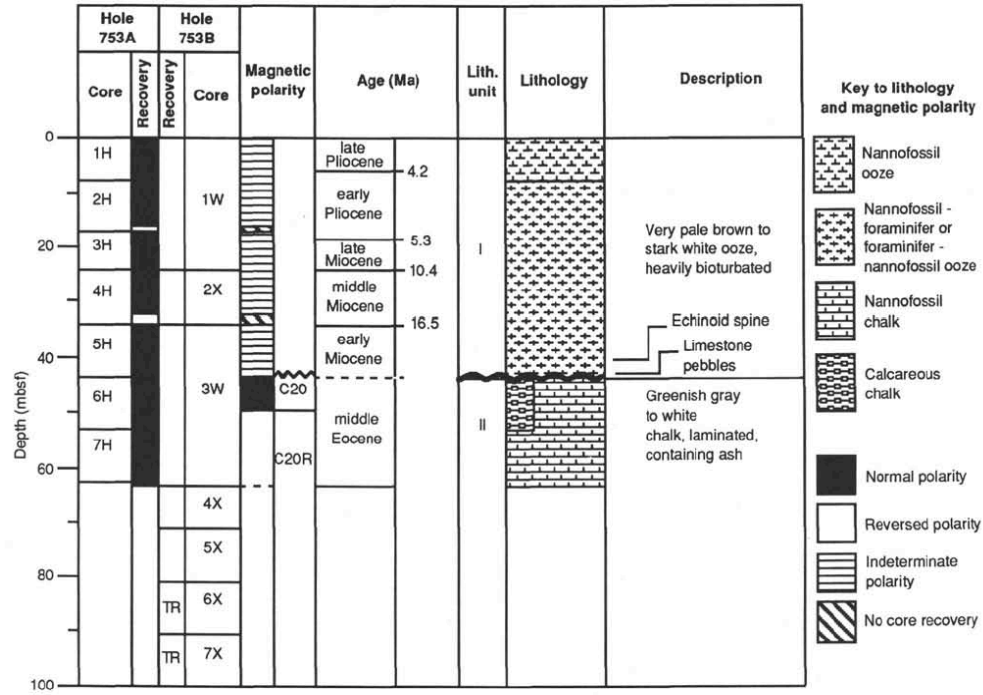 Hole
753A
Hole
753B
Core
Recovery
Recovery
Core
Magnetic
polarity
Age (Ma)
Lith.
unit
Lithology
Description
Key to lithology
and magnetic polarity
Depth (mbsf)
0
20
40
60
80
100
1H
2H
3H
4H
5H
6H
7H
TR
TR
1W
2X
3W
4X
5X
6X
7X
C20
C20R
late
Pliocene
4.2
early
Pliocene
5.3
late
Miocene
10.4
middle
Miocene
16.5
early
Miocene
middle
Eocene
I
II
Very pale brown to
stark white ooze,
heavily bioturbated
Echinoid spine
Limestone
pebbles
Greenish gray
to white
chalk, laminated,
containing ash
Nannofossil
ooze
Nannofossil -
foraminifer or
foraminifer -
nannofossil ooze
Nannofossil
chalk
Calcareous
chalk
Normal polarity
Reversed polarity
Indeterminate
polarity
No core recovery